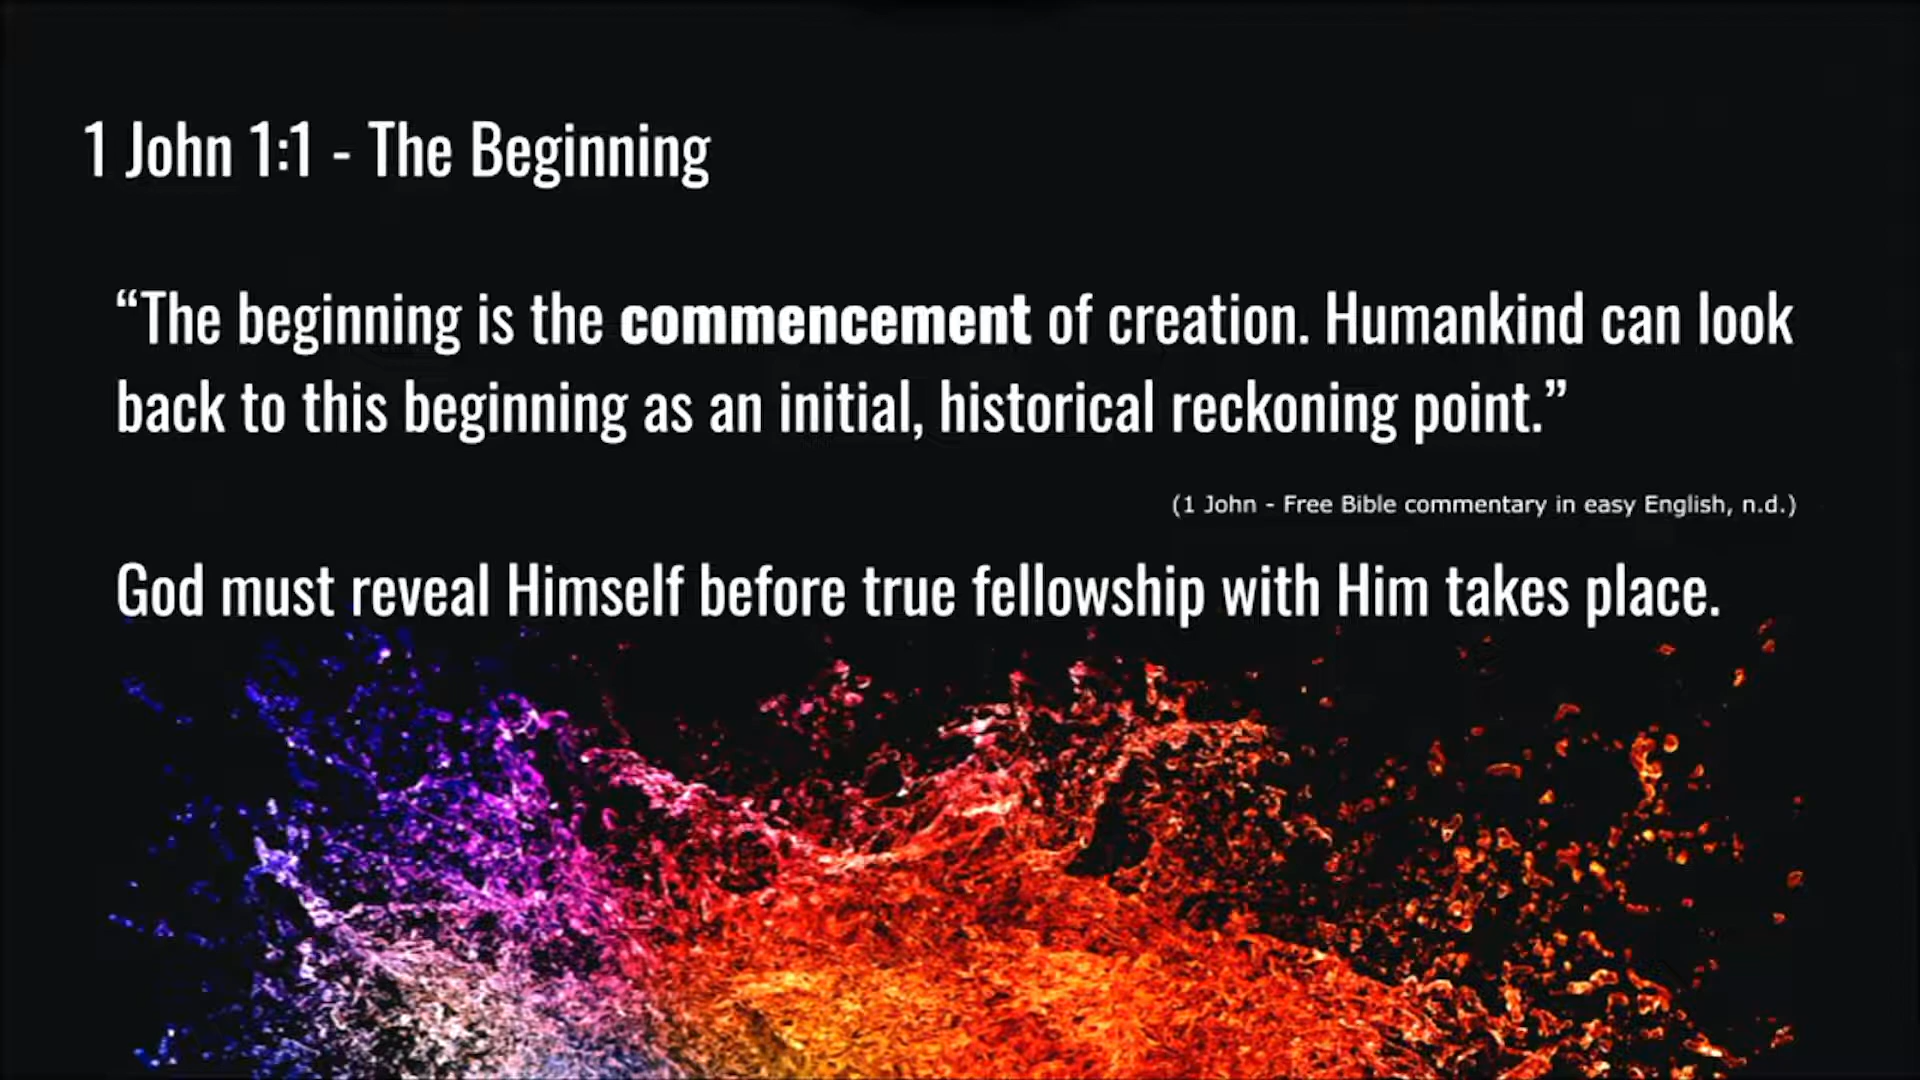 1 John 1:1 - The Beginning
“The beginning is the commencement of creation. Humankind can look
back to this beginning as an initial, historical reckoning point.”
(1 John - Free Bible commentary in easy English, n.d.)
God must reveal Himself before true fellowship with Him takes place.